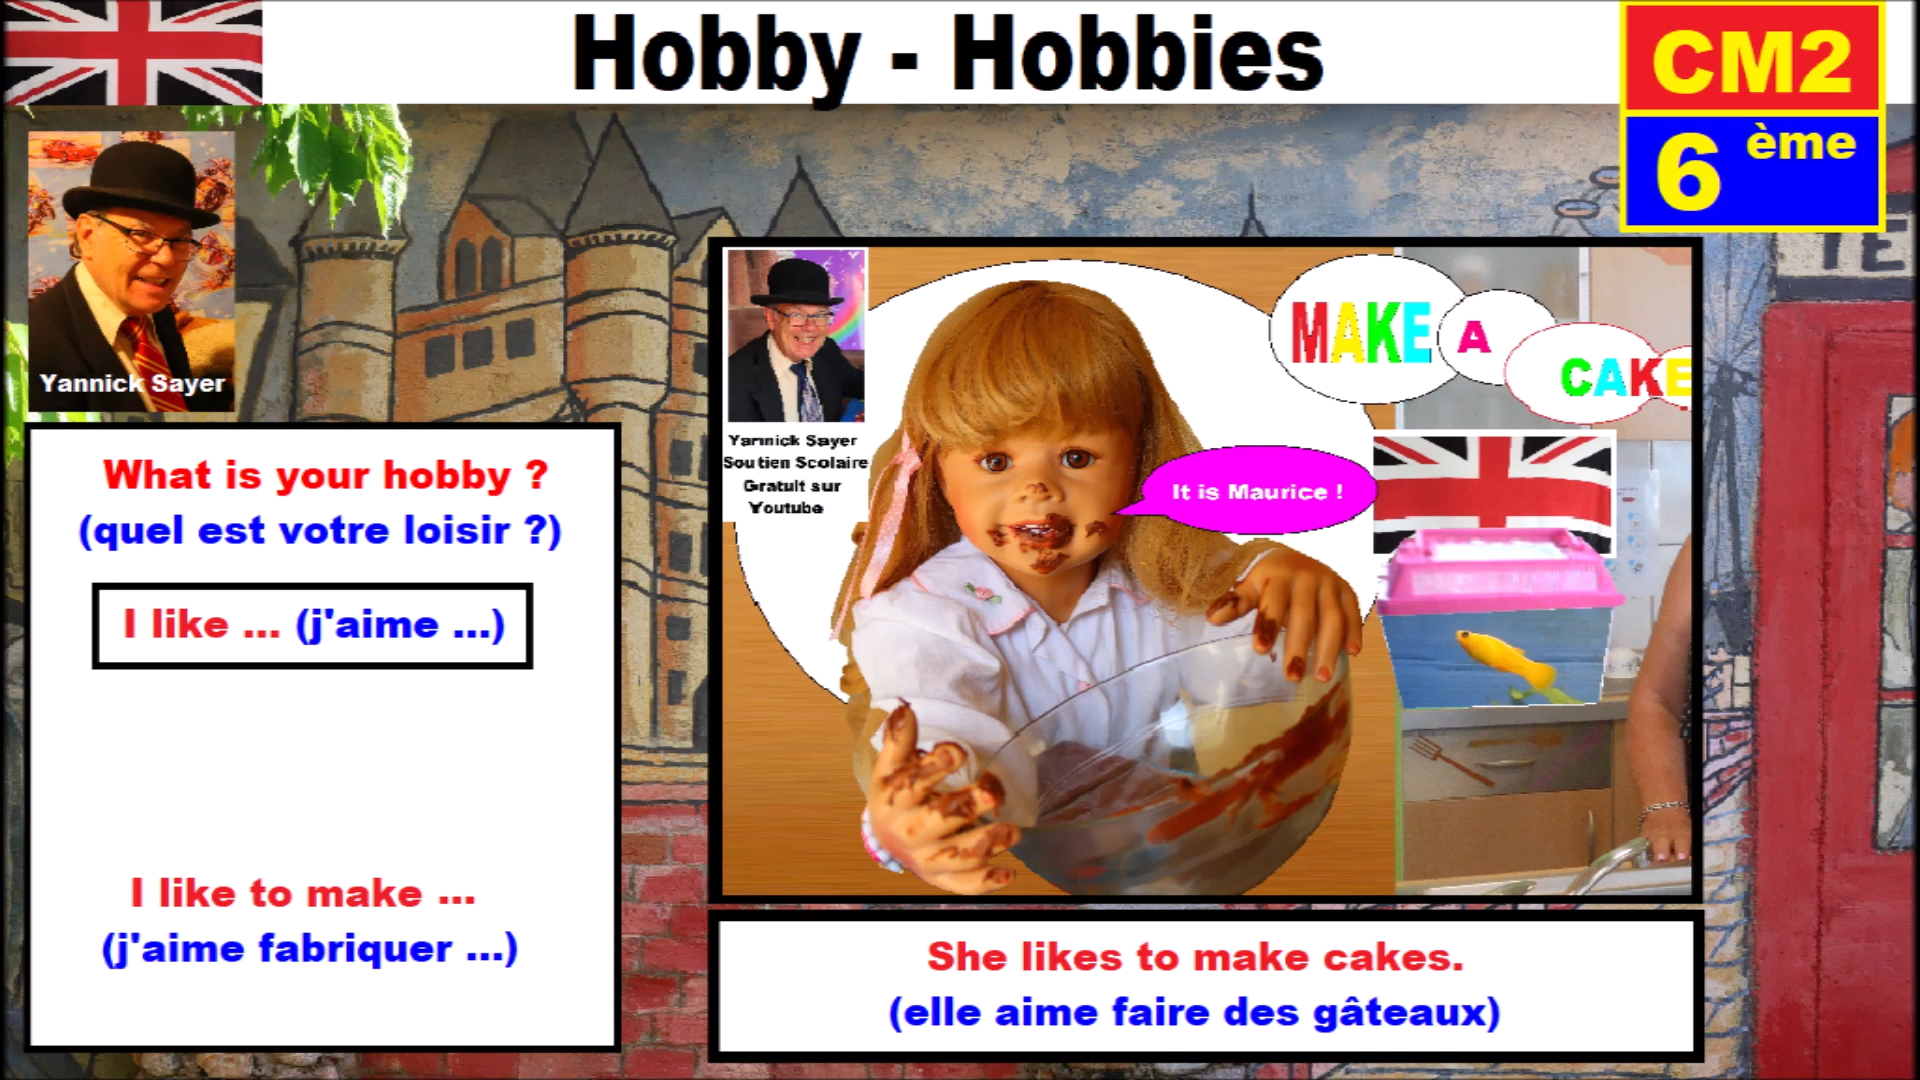 Hobby - Hobbies
CM2
6 ème
Yannick Sayer
What is your hobby ?
(quel est votre loisir ?)
I like ... (j'aime ...)
I like to make ...
(j'aime fabriquer ...)
Yannick Sayer
Soutien Scolaire
Gratuit sur
Youtube
MAKE
A
CAKE
It is Maurice !
TE
She likes to make cakes.
(elle aime faire des gâteaux)